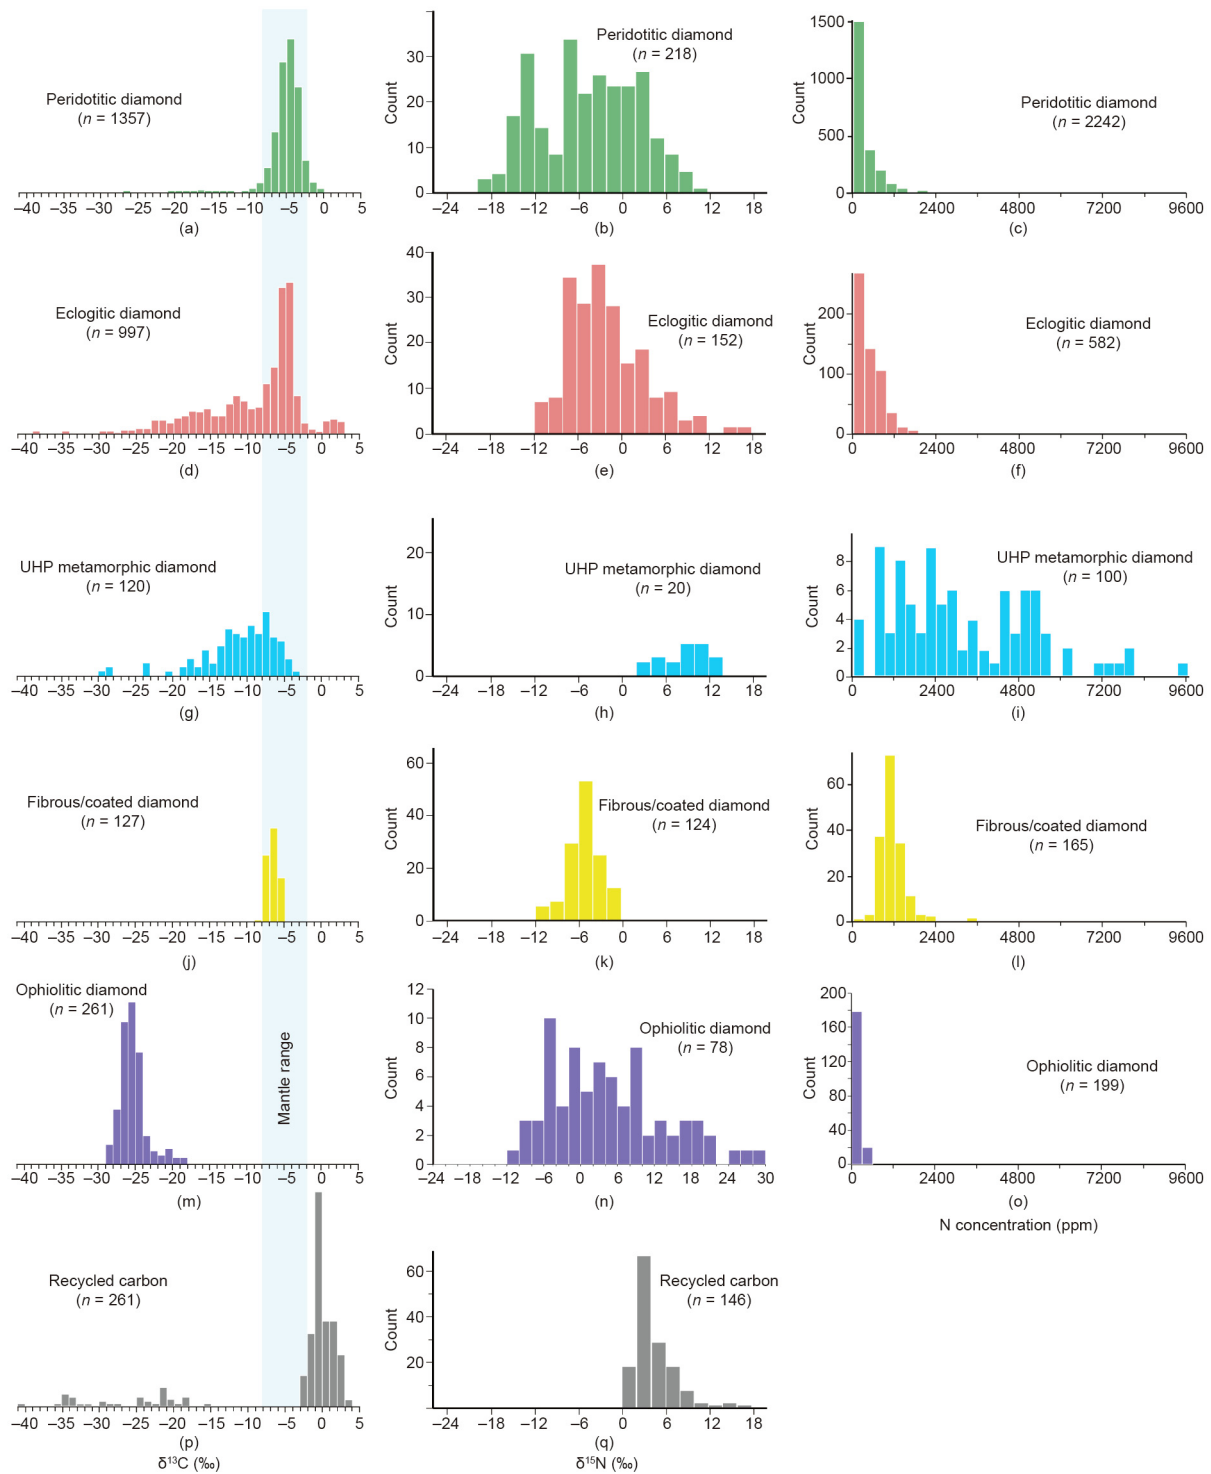 Peridotitic diamond
(n = 1357)
–40 –35 –30 –25 –20 –15 –10 –5 0 5
(a)
Count
30
20
10
0
Peridotitic diamond
(n = 218)
–24 –18 –12 –6 0 6 12 18
(b)
Count
1500
1000
500
0
Peridotitic diamond
(n = 2242)
0 2400 4800 7200 9600
(c)
Eclogitic diamond
(n = 997)
–40 –35 –30 –25 –20 –15 –10 –5 0 5
(d)
Count
40
30
20
10
0
Eclogitic diamond
(n = 152)
–24 –18 –12 –6 0 6 12 18
(e)
Count
200
100
0
Eclogitic diamond
(n = 582)
0 2400 4800 7200 9600
(f)
UHP metamorphic diamond
(n = 120)
–40 –35 –30 –25 –20 –15 –10 –5 0 5
(g)
Count
20
10
0
UHP metamorphic diamond
(n = 20)
–24 –18 –12 –6 0 6 12 18
(h)
Count
8
6
4
2
0
UHP metamorphic diamond
(n = 100)
0 2400 4800 7200 9600
(i)
Fibrous/coated diamond
(n = 127)
–40 –35 –30 –25 –20 –15 –10 –5 0 5
(j)
Count
60
40
20
0
Fibrous/coated diamond
(n = 124)
–24 –18 –12 –6 0 6 12 18
(k)
Count
60
40
20
0
Fibrous/coated diamond
(n = 165)
0 2400 4800 7200 9600
(l)
Ophiolitic diamond
(n = 261)
Mantle range
–40 –35 –30 –25 –20 –15 –10 –5 0 5
(m)
Count
12
10
8
6
4
2
0
Ophiolitic diamond
(n = 78)
–24 –18 –12 –6 0 6 12 18 24 30
(n)
Count
200
160
120
80
40
0
Ophiolitic diamond
(n = 199)
0 2400 4800 7200 9600
(o)
N concentration (ppm)
Recycled carbon
(n = 261)
–40 –35 –30 –25 –20 –15 –10 –5 0 5
(p)
δ¹³C (‰)
Count
60
40
20
Recycled carbon
(n = 146)
–24 –18 –12 –6 0 6 12 18
(q)
δ¹⁵N (‰)